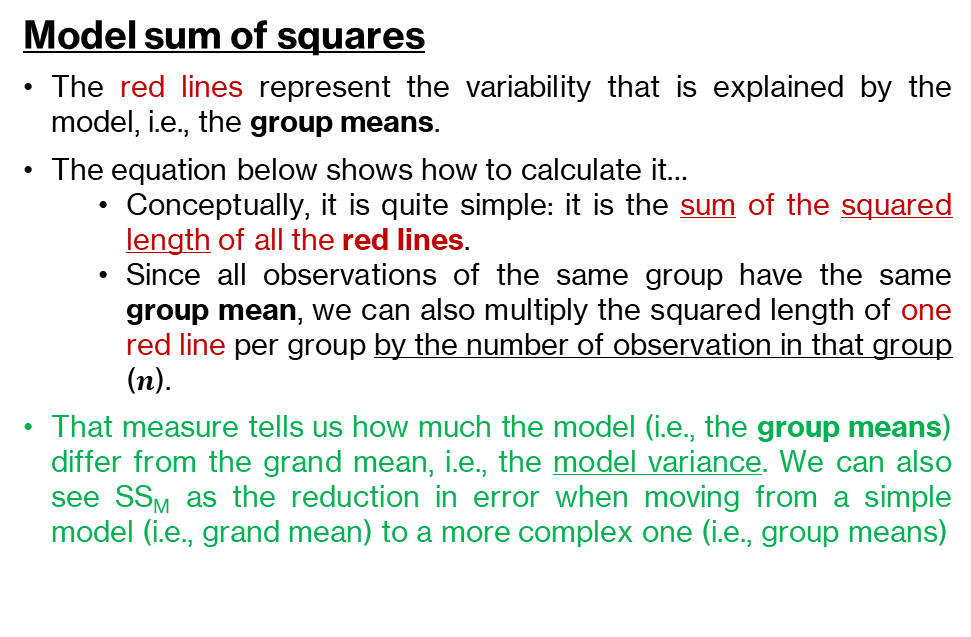 Model sum of squares
• The red lines represent the variability that is explained by the
model, i.e., the group means.
• The equation below shows how to calculate it...
• Conceptually, it is quite simple: it is the sum of the squared
length of all the red lines.
• Since all observations of the same group have the same
group mean, we can also multiply the squared length of one
red line per group by the number of observation in that group
(n).
• That measure tells us how much the model (i.e., the group means)
differ from the grand mean, i.e., the model variance. We can also
see SSM as the reduction in error when moving from a simple
model (i.e., grand mean) to a more complex one (i.e., group means)